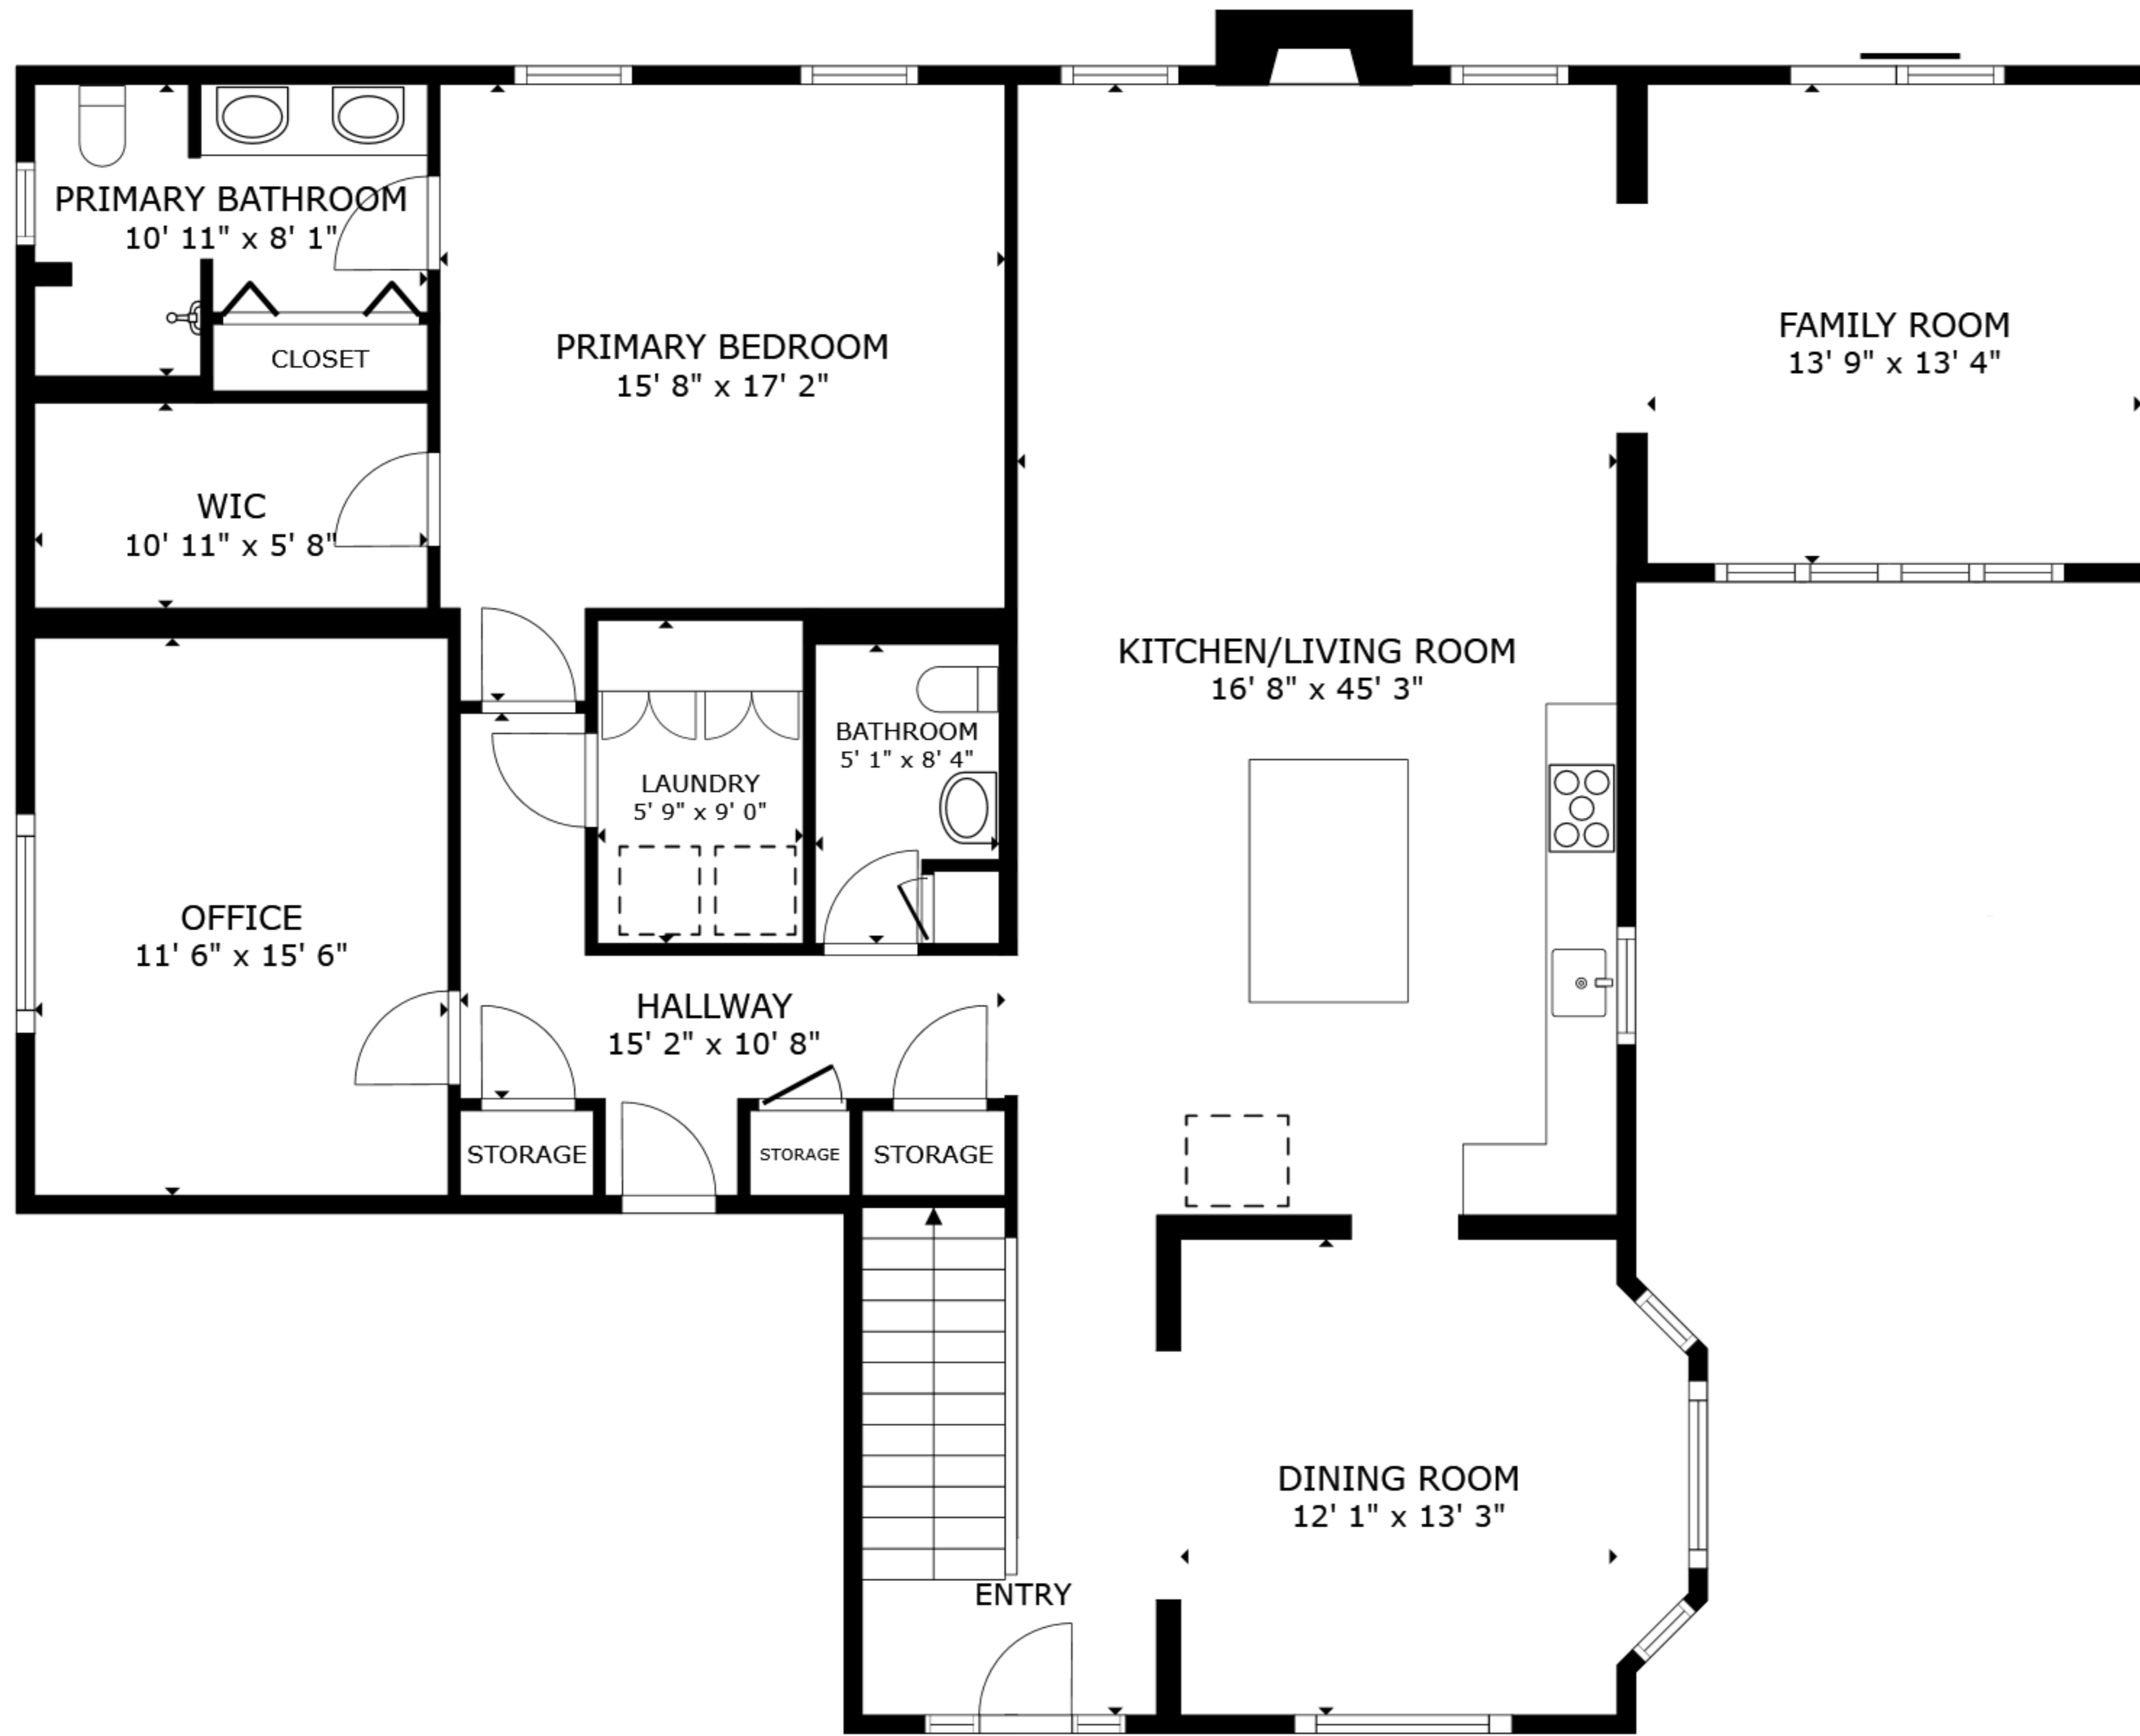 PRIMARY BATHROOM
10' 11" x 8' 1"
CLOSET
PRIMARY BEDROOM
15' 8" x 17' 2"
FAMILY ROOM
13' 9" x 13' 4"
WIC
10' 11" x 5' 8"
KITCHEN/LIVING ROOM
16' 8" x 45' 3"
BATHROOM
5' 1" x 8' 4"
LAUNDRY
5' 9" x 9' 0"
OFFICE
11' 6" x 15' 6"
HALLWAY
15' 2" x 10' 8"
STORAGE
STORAGE
STORAGE
DINING ROOM
12' 1" x 13' 3"
ENTRY